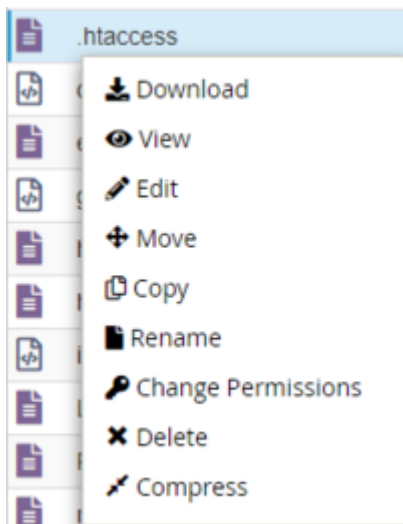 .htaccess
Download
View
Edit
Move
Copy
Rename
Change Permissions
Delete
Compress